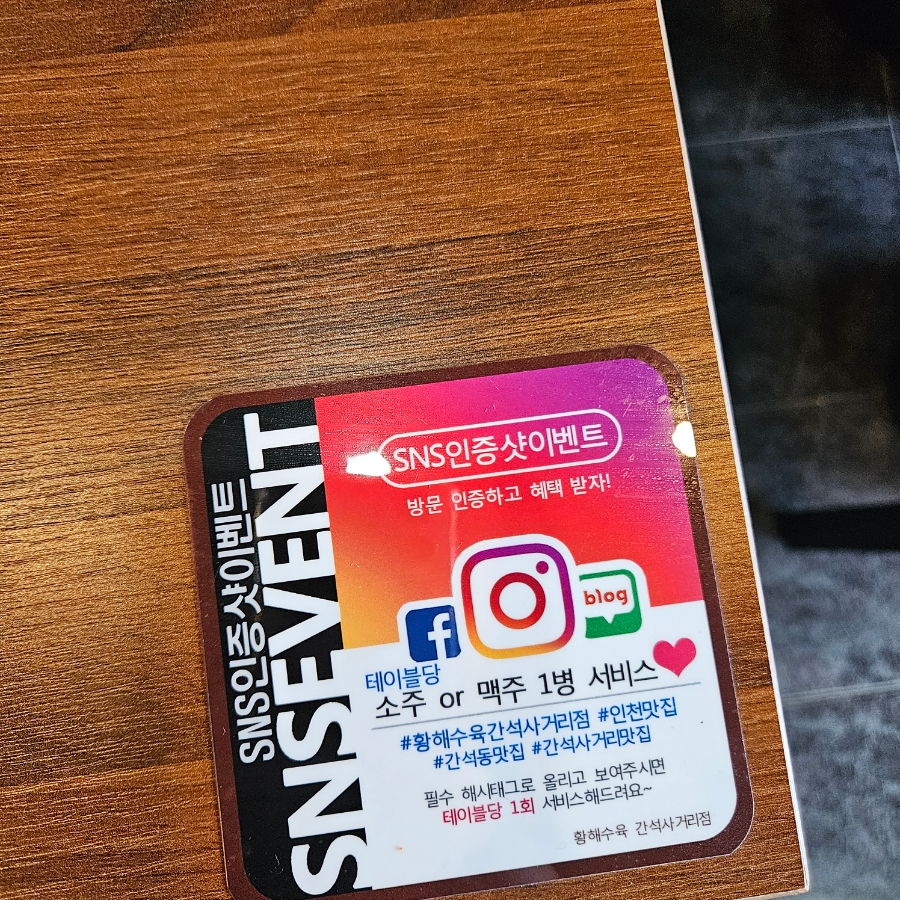 SNS인증샷이벤트
SNSEVENT
SNS인증샷이벤트
방문 인증하고 혜택 받자!
f
blog
테이블당
소주 or 맥주 1병 서비스
#황해수육간석사거리점 #인천맛집
#간석동맛집 #간석사거리맛집
필수 해시태그로 올리고 보여주시면
테이블당 1회 서비스해드려요~
황해수육 간석사거리점